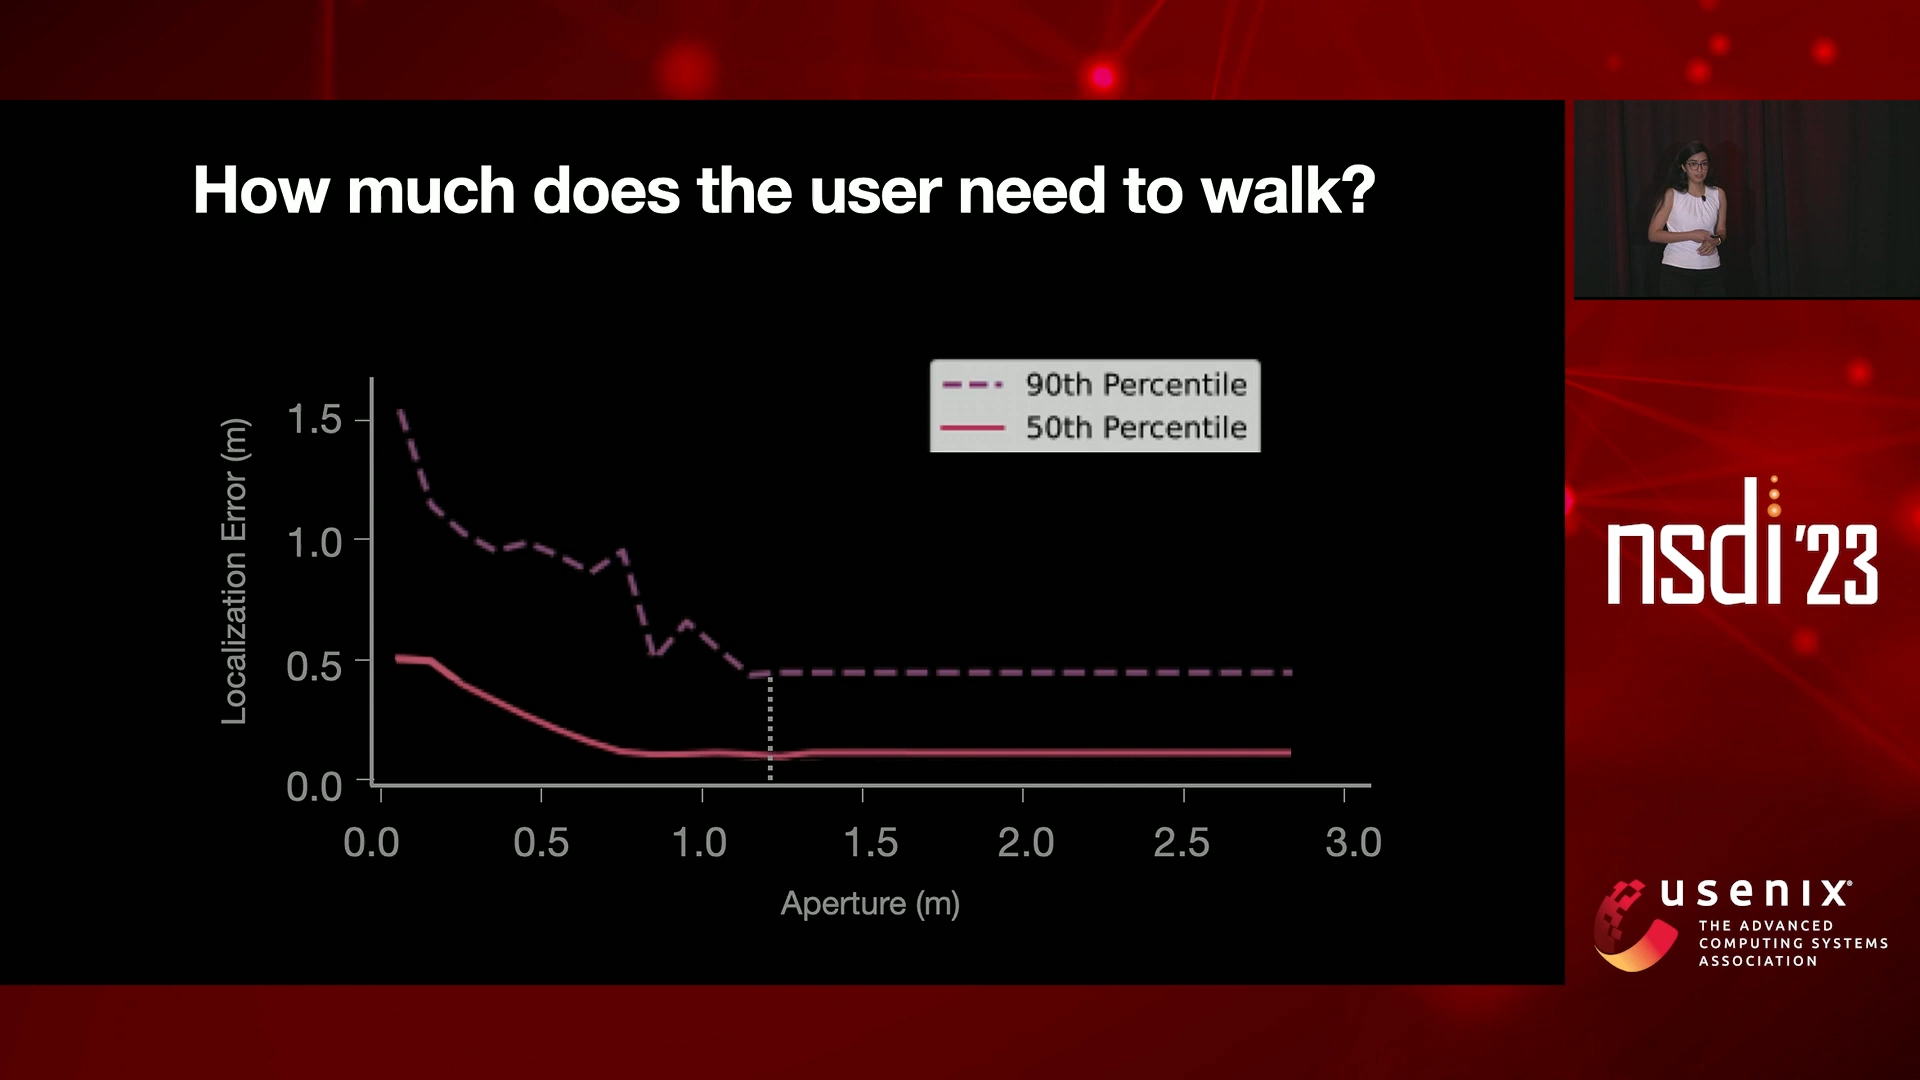 How much does the user need to walk?
90th Percentile
50th Percentile
Localization Error (m)
1.5
1.0
0.5
0.0
0.0 0.5 1.0 1.5 2.0 2.5 3.0
Aperture (m)
nsdi '23
usenix®
THE ADVANCED
COMPUTING SYSTEMS
ASSOCIATION